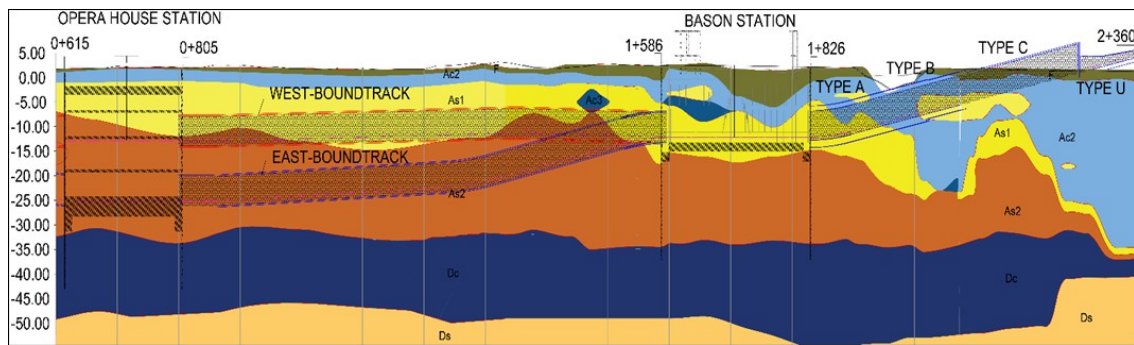 OPERA HOUSE STATION
BASON STATION
0+615
0+805
1+586
1+826
2+360
TYPE C
TYPE B
TYPE A
TYPE U
5.00
0.00
-5.00
-10.00
-15.00
-20.00
-25.00
-30.00
-35.00
-40.00
-45.00
-50.00
Ac2
F
F
WEST-BOUNDTRACK
As1
Ac3
EAST-BOUNDTRACK
As2
As1
Ac2
As2
Dc
Dc
Ds
Ds